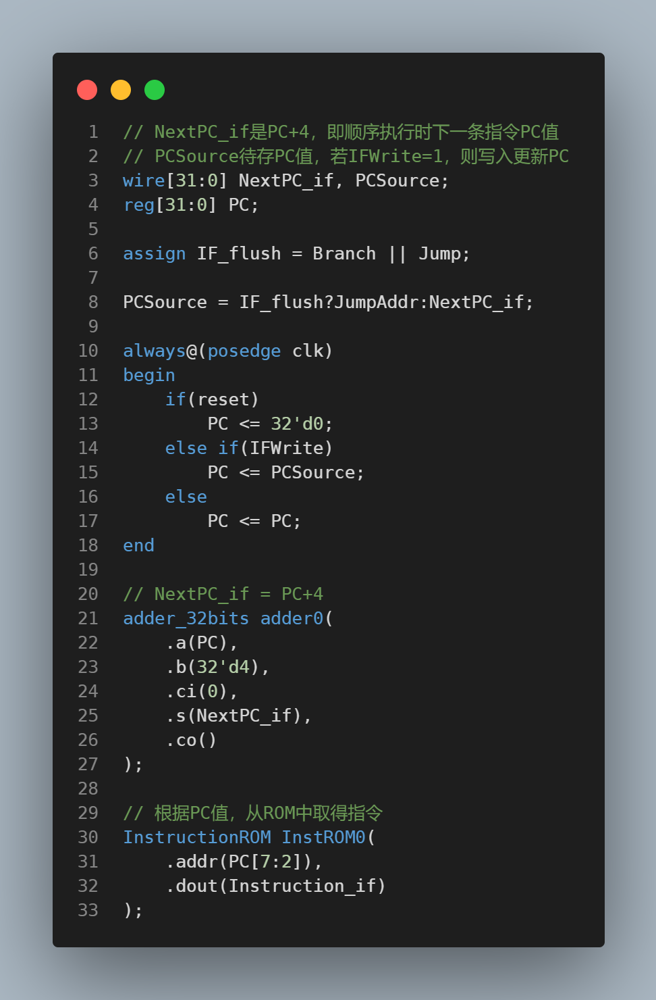 1 // NextPC_if是PC+4，即顺序执行时下一条指令PC值
2 // PCSource待存PC值，若IFWrite=1，则写入更新PC
3 wire[31:0] NextPC_if, PCSource;
4 reg[31:0] PC;
5
6 assign IF_flush = Branch || Jump;
7
8 PCSource = IF_flush?JumpAddr:NextPC_if;
9
10 always@(posedge clk)
11 begin
12     if(reset)
13         PC <= 32'd0;
14     else if(IFWrite)
15         PC <= PCSource;
16     else
17         PC <= PC;
18 end
19
20 // NextPC_if = PC+4
21 adder_32bits adder0(
22     .a(PC),
23     .b(32'd4),
24     .ci(0),
25     .s(NextPC_if),
26     .co()
27 );
28
29 // 根据PC值，从ROM中取得指令
30 InstructionROM InstROM0(
31     .addr(PC[7:2]),
32     .dout(Instruction_if)
33 );